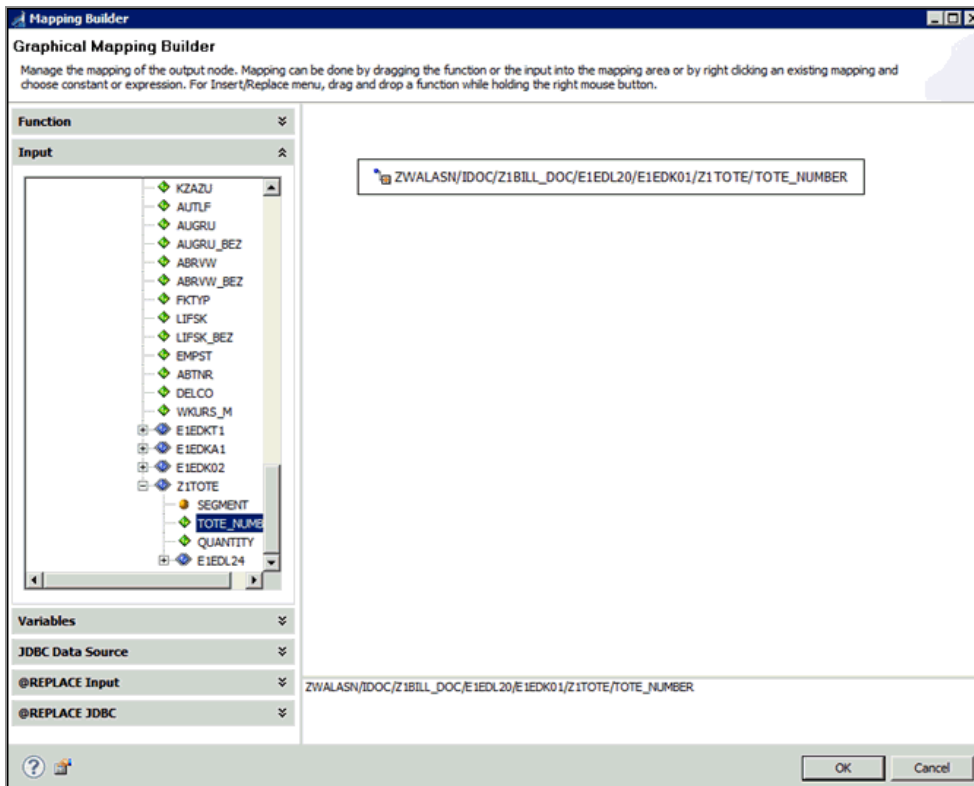 Mapping Builder
Graphical Mapping Builder
Manage the mapping of the output node. Mapping can be done by dragging the function or the input into the mapping area or by right clicking an existing mapping and
choose constant or expression. For Insert/Replace menu, drag and drop a function while holding the right mouse button.
Function
Input
KZAZU
AUTLF
AUGRU
AUGRU_BEZ
ABRVW
ABRVW_BEZ
FKTYP
LIFSK
LIFSK_BEZ
EMPST
ABTNR
DELCO
WKURS_M
E1EDKT1
E1EDKA1
E1EDK02
Z1TOTE
SEGMENT
TOTE_NUMB
QUANTITY
E1EDL24
ZWALASN/IDOC/Z1BILL_DOC/E1EDL20/E1EDK01/Z1TOTE/TOTE_NUMBER
Variables
JDBC Data Source
@REPLACE Input
@REPLACE JDBC
ZWALASN/IDOC/Z1BILL_DOC/E1EDL20/E1EDK01/Z1TOTE/TOTE_NUMBER
OK Cancel